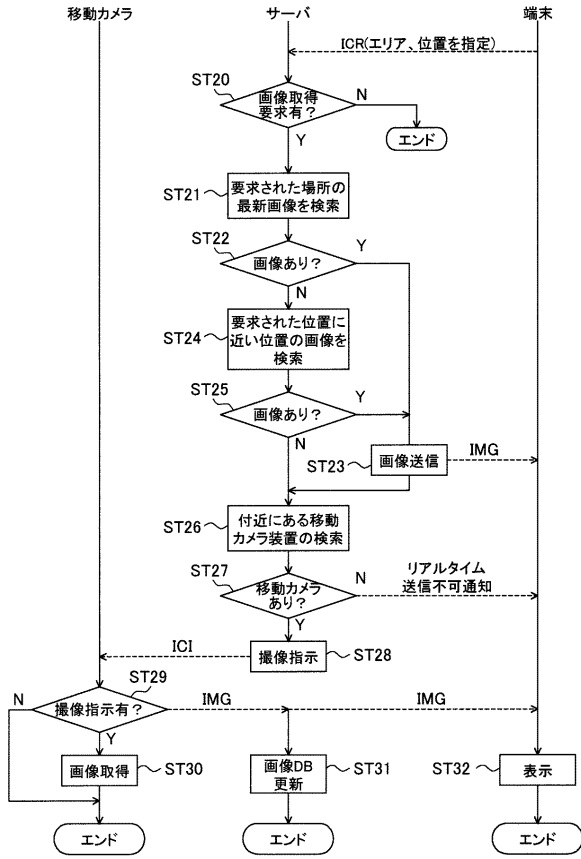 移動カメラ
サーバ
端末
ICR(エリア、位置を指定)
ST20
画像取得
要求有？
N
エンド
Y
ST21
要求された場所の
最新画像を検索
ST22
画像あり？
Y
N
ST24
要求された位置に
近い位置の画像を
検索
ST25
画像あり？
Y
N
ST23
画像送信
IMG
ST26
付近にある移動
カメラ装置の検索
ST27
移動カメラ
あり？
N
リアルタイム
送信不可通知
Y
ICI
撮像指示
ST28
ST29
N
撮像指示有？
IMG
IMG
Y
画像取得
ST30
画像DB
更新
ST31
ST32
表示
エンド
エンド
エンド